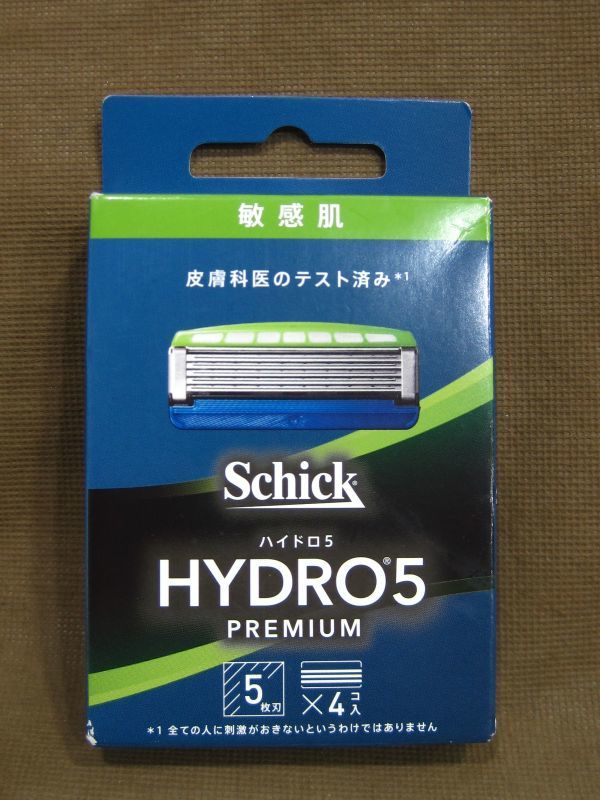 敏感肌
皮膚科医のテスト済み*1
Schick
ハイドロ5
HYDRO®5
PREMIUM
5枚刃
×4コ入
*1 全ての人に刺激がおきないというわけではありません